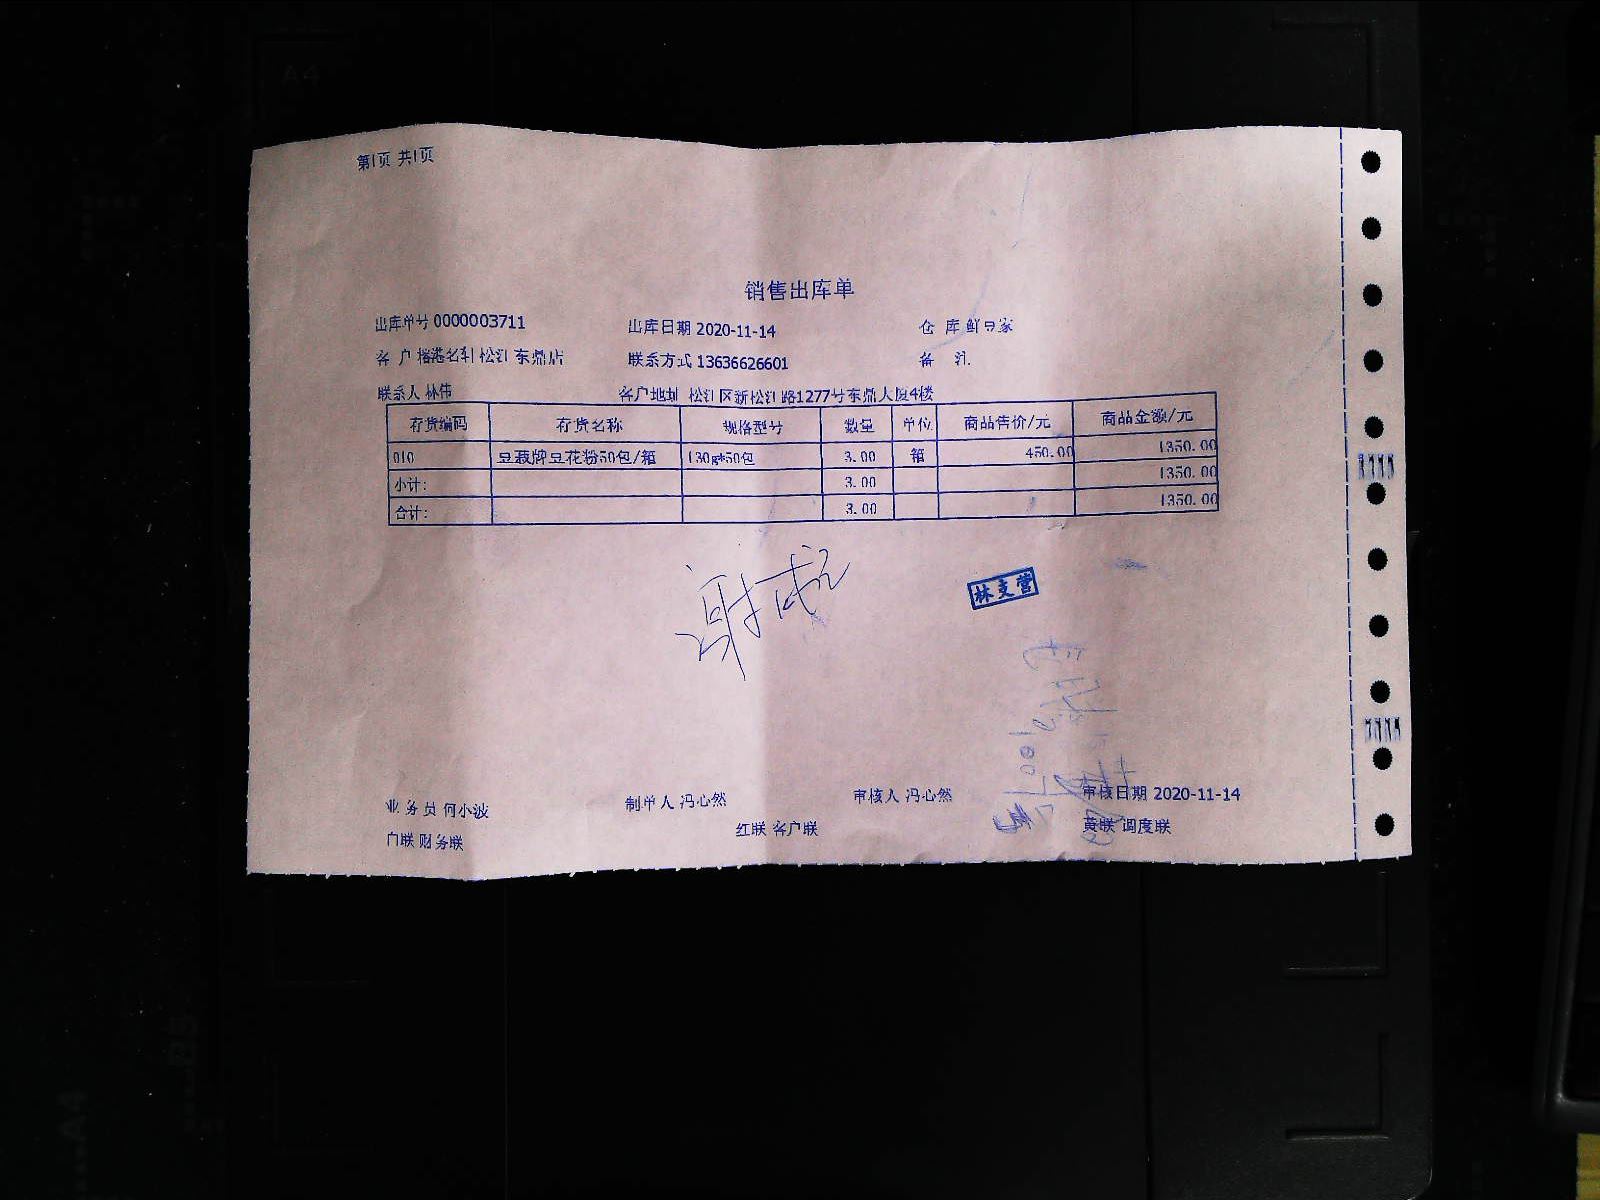 第1页 共1页
销售出库单
出库单号 0000003711 出库日期 2020-11-14 仓 库 鲜日家
客 户 松江东鼎店 联系方式 13636626601 备 注
联系人 林伟 客户地址 松江区新松江路1277号东鼎大厦4楼
存货编码 存货名称 规格型号 数量 单位 商品售价/元 商品金额/元
010 豆蔻牌豆花粉50包/箱 130g*50包 3.00 箱 450.00 1350.00
小计: 3.00 1350.00
合计: 3.00 1350.00
林支营
业务员 何小波 制单人 冯心然 审核人 冯心然 审核日期 2020-11-14
白联 财务联 红联 客户联 黄联 调度联
A4